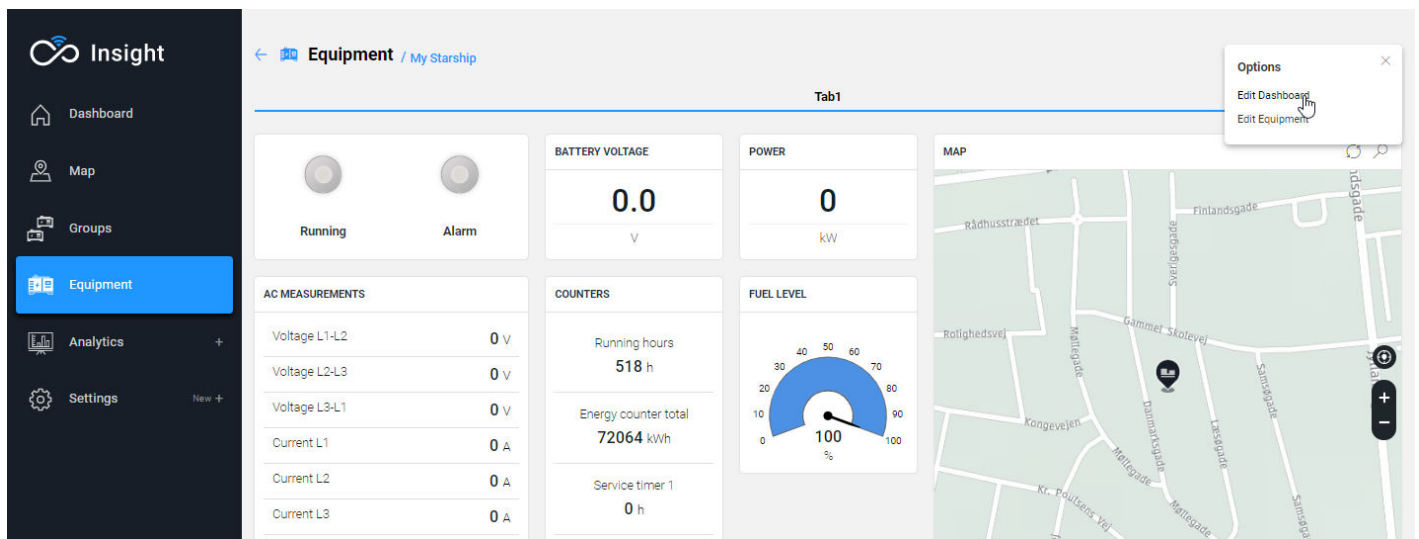 Insight
Dashboard
Map
Groups
Equipment
Analytics +
Settings New +
← Equipment / My Starship
Tab1
Options ×
Edit Dashboard
Edit Equipment
Running Alarm
BATTERY VOLTAGE
0.0
V
POWER
0
kW
AC MEASUREMENTS
Voltage L1-L2 0 V
Voltage L2-L3 0 V
Voltage L3-L1 0 V
Current L1 0 A
Current L2 0 A
Current L3 0 A
COUNTERS
Running hours
518 h
Energy counter total
72064 kWh
Service timer 1
0 h
FUEL LEVEL
0 10 20 30 40 50 60 70 80 90 100
100
%
MAP
Rådhusstrædet
Finlandsgade
Sverigesgade
Gammel Skolevej
Rolighedsvej
Møllegade
Danmarksgade
Læsøgade
Samsøgade
Kongevejen
Møllegade
Møllegade
Kr. Poulsens Vej
+
−